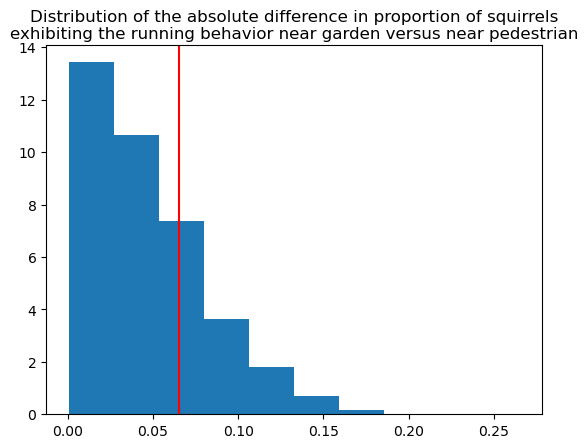 Distribution of the absolute difference in proportion of squirrels
exhibiting the running behavior near garden versus near pedestrian
14
12
10
8
6
4
2
0
0.00 0.05 0.10 0.15 0.20 0.25